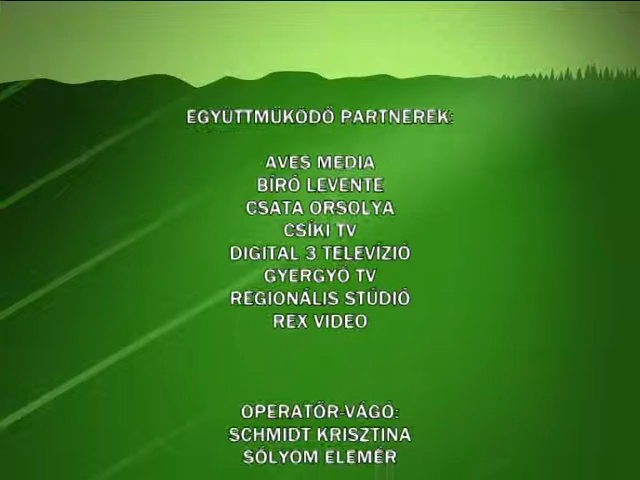 EGYÜTTMŰKÖDŐ PARTNEREK:
AVES MEDIA
BÍRÓ LEVENTE
CSATA ORSOLYA
CSÍKI TV
DIGITAL 3 TELEVÍZIÓ
GYERGYÓ TV
REGIONÁLIS STÚDIÓ
REX VIDEO
OPERATŐR-VÁGÓ:
SCHMIDT KRISZTINA
SÓLYOM ELEMÉR